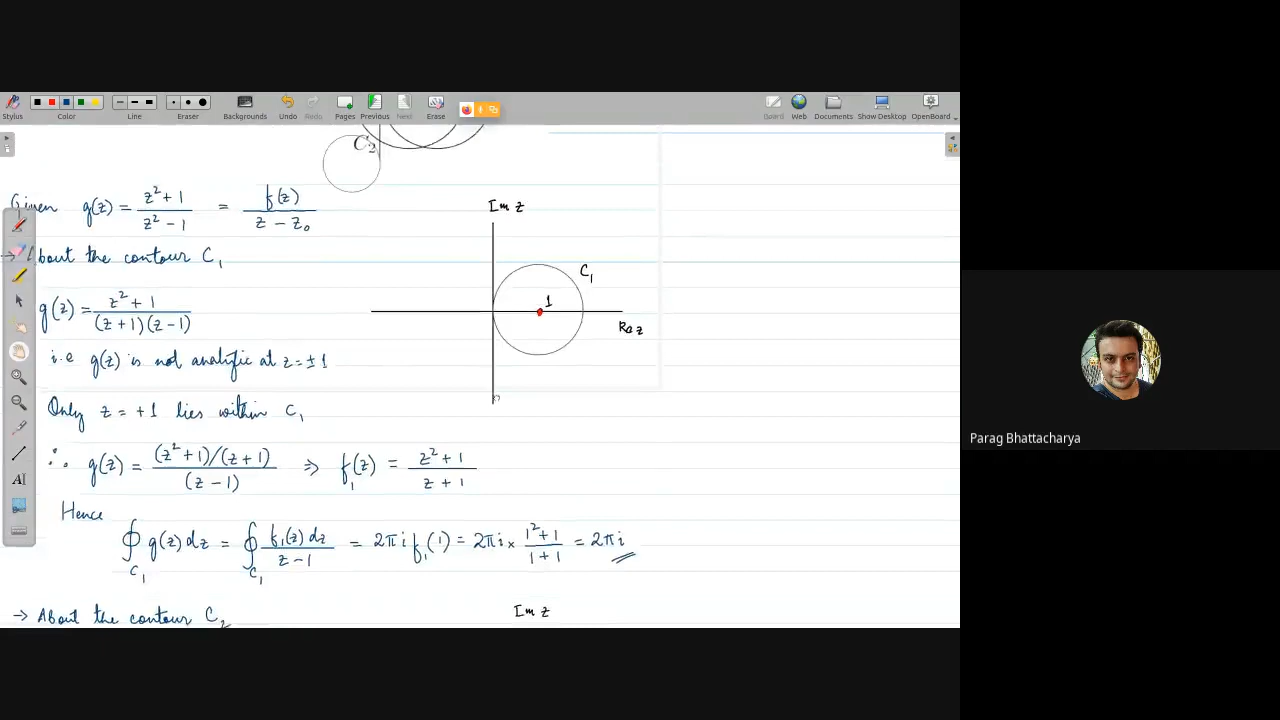 Stylus Color Line Eraser Backgrounds Undo Redo Pages Previous Next Erase Board Web Documents Show Desktop OpenBoard
C₂
Given g(z) = z² + 1 / z² − 1 = f(z) / z − z₀
Im z
About the contour C₁
C₁
1
g(z) = z² + 1 / (z+1)(z−1)
Re z
i.e g(z) is not analytic at z = ± 1
Only z = +1 lies within C₁
∴ g(z) = (z²+1)/(z+1) / (z−1) ⇒ f₁(z) = z² + 1 / z + 1
Hence
∮C₁ g(z) dz = ∮C₁ f₁(z) dz / z−1 = 2πi f₁(1) = 2πi × 1²+1 / 1+1 = 2πi
→ About the contour C₂
Im z
Parag Bhattacharya